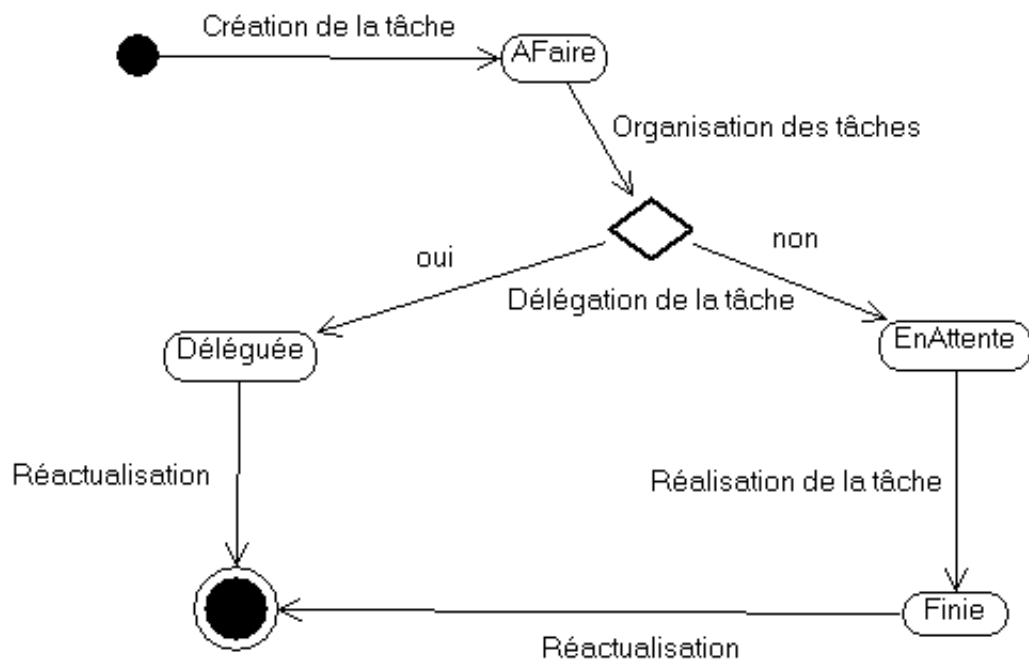 Création de la tâche
AFaire
Organisation des tâches
oui
non
Délégation de la tâche
Déléguée
EnAttente
Réactualisation
Réalisation de la tâche
Finie
Réactualisation